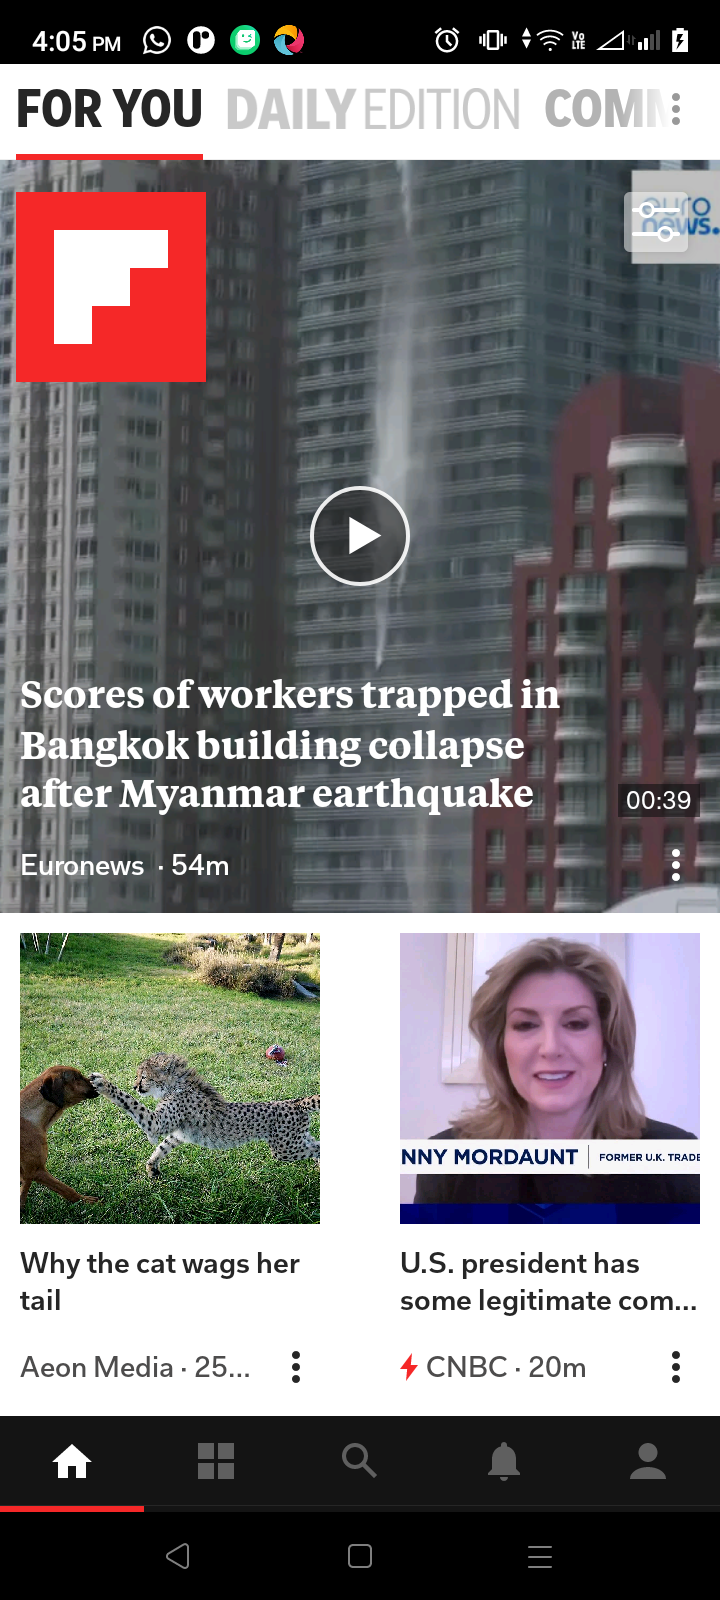 4:05 PM
VO
LTE
FOR YOU
DAILY EDITION
COMM
euro
news.
Scores of workers trapped in
Bangkok building collapse
after Myanmar earthquake
00:39
Euronews · 54m
NNY MORDAUNT
FORMER U.K. TRADE
Why the cat wags her
tail
U.S. president has
some legitimate com...
Aeon Media · 25...
CNBC · 20m